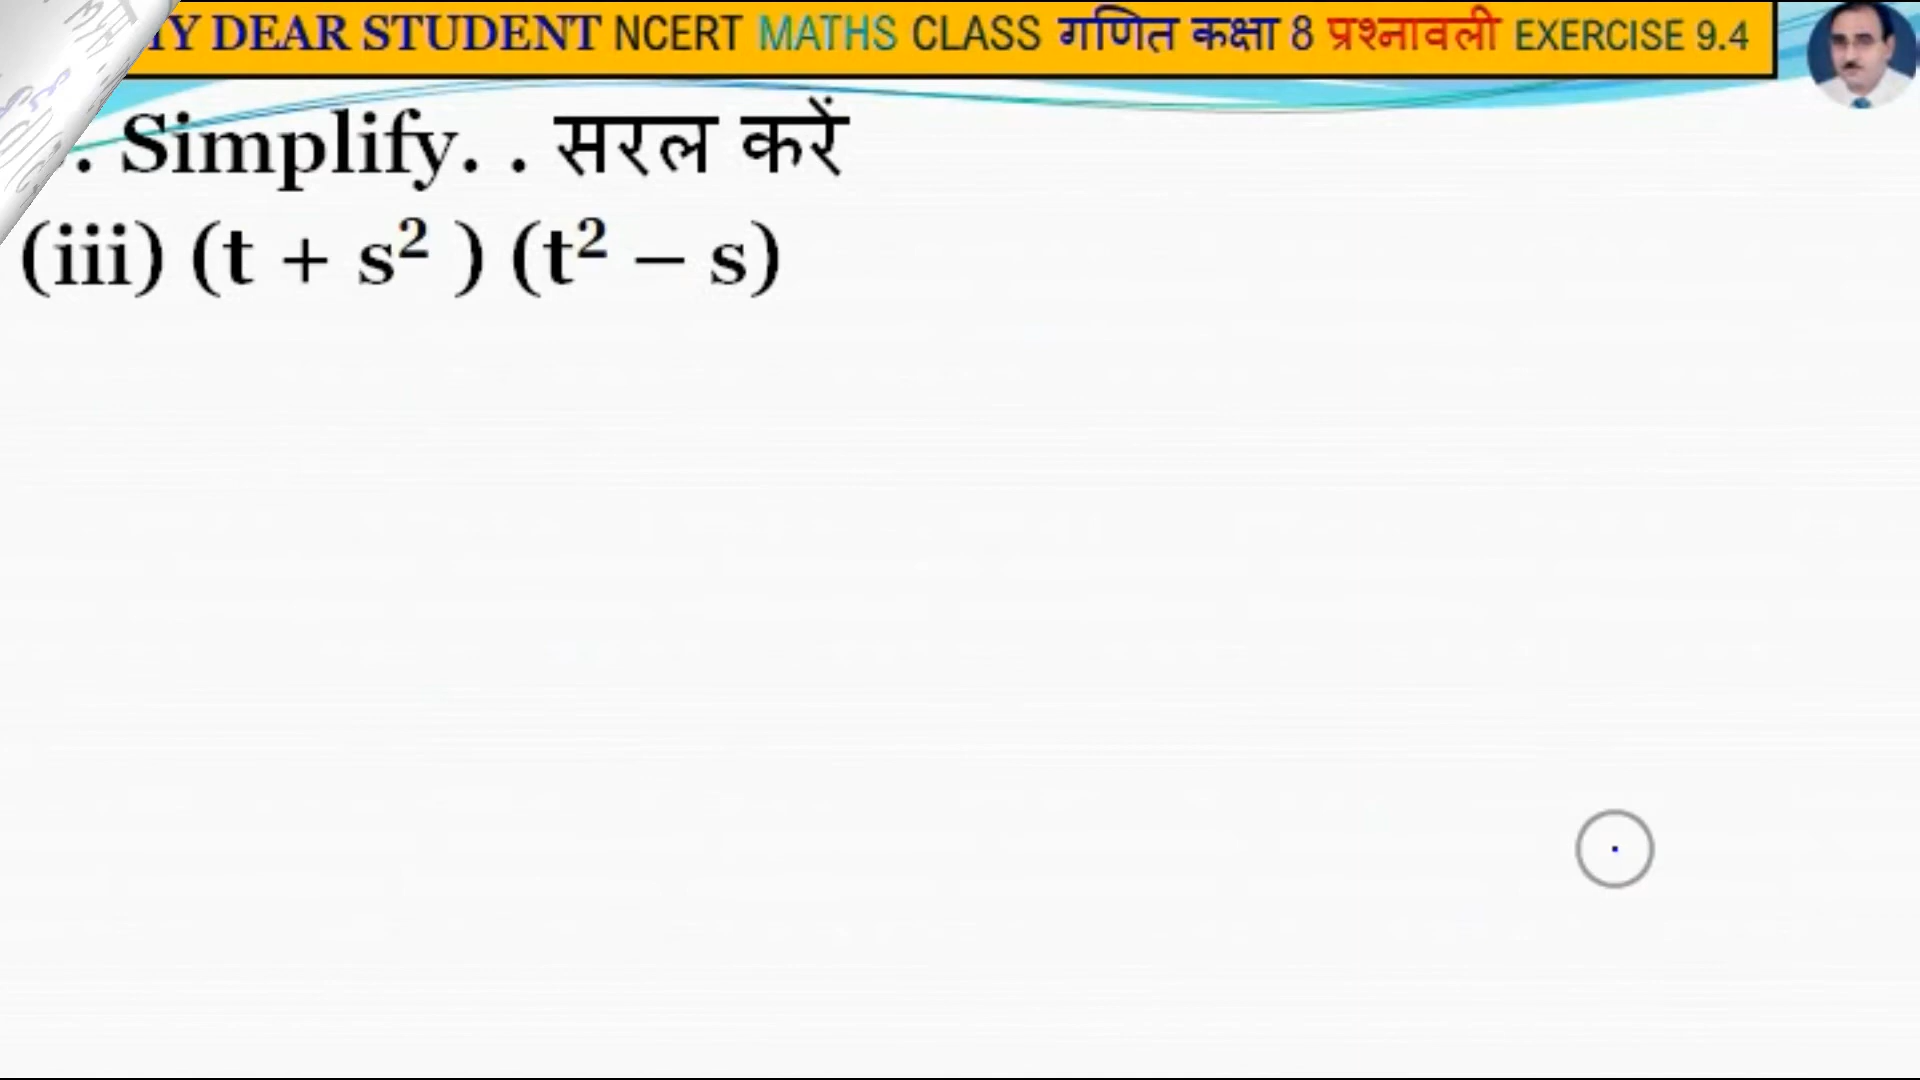 DEAR STUDENT NCERT MATHS CLASS गणित कक्षा 8 प्रश्नावली EXERCISE 9.4
. Simplify. . सरल करें
(iii) (t + s² ) (t² – s)